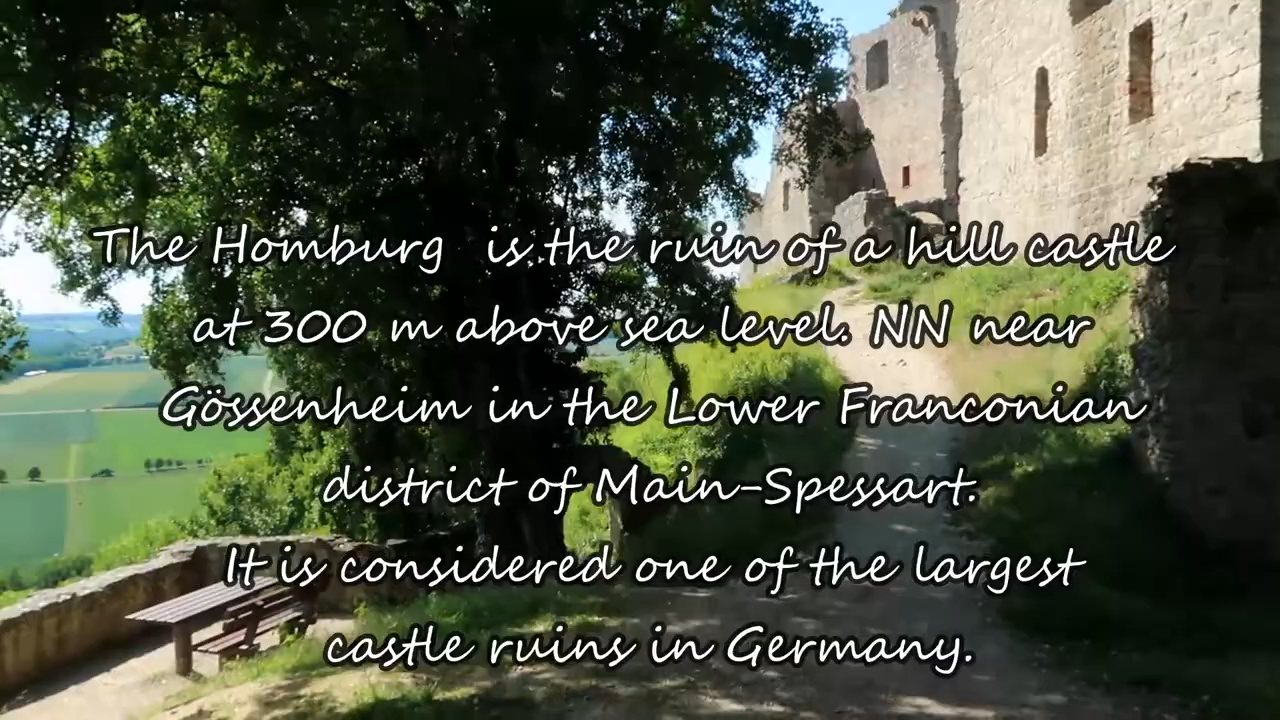 The Homburg is the ruin of a hill castle
at 300 m above sea level. NN near
Gössenheim in the Lower Franconian
district of Main-Spessart.
It is considered one of the largest
castle ruins in Germany.